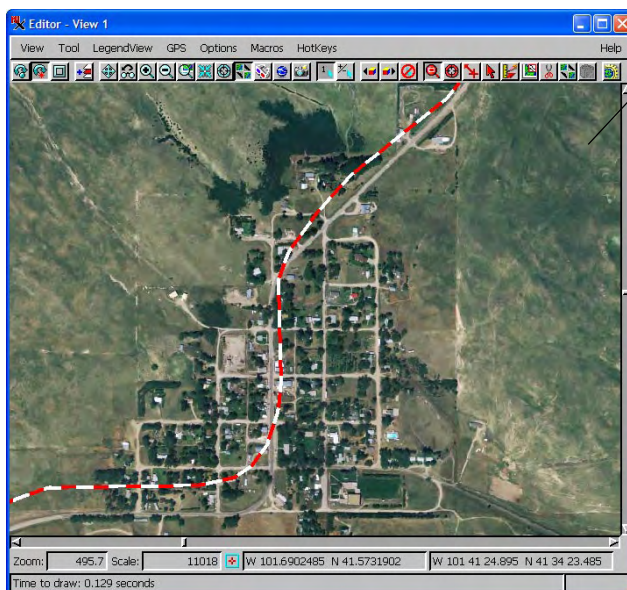 Editor - View 1
View Tool LegendView GPS Options Macros HotKeys Help
Zoom: 495.7 Scale: 11018 W 101.6902485 N 41.5731902 W 101 41 24.895 N 41 34 23.485
Time to draw: 0.129 seconds